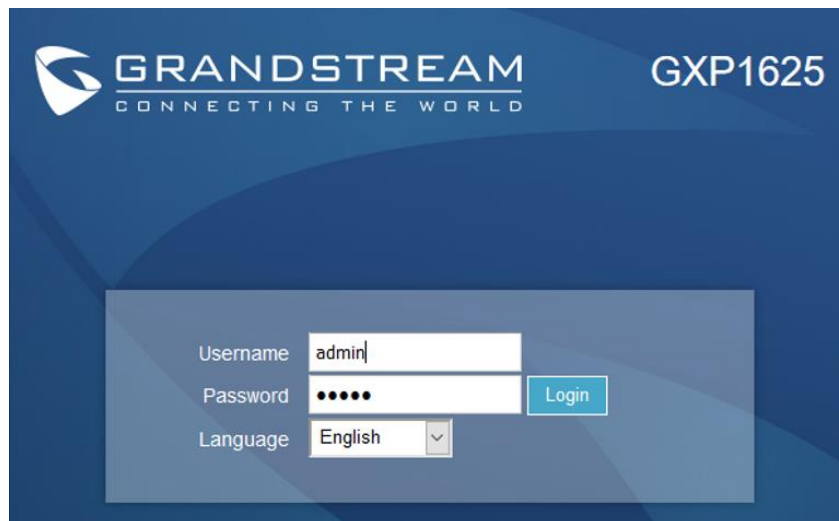 GRANDSTREAM
CONNECTING THE WORLD
GXP1625
Username admin
Password ••••• Login
Language English